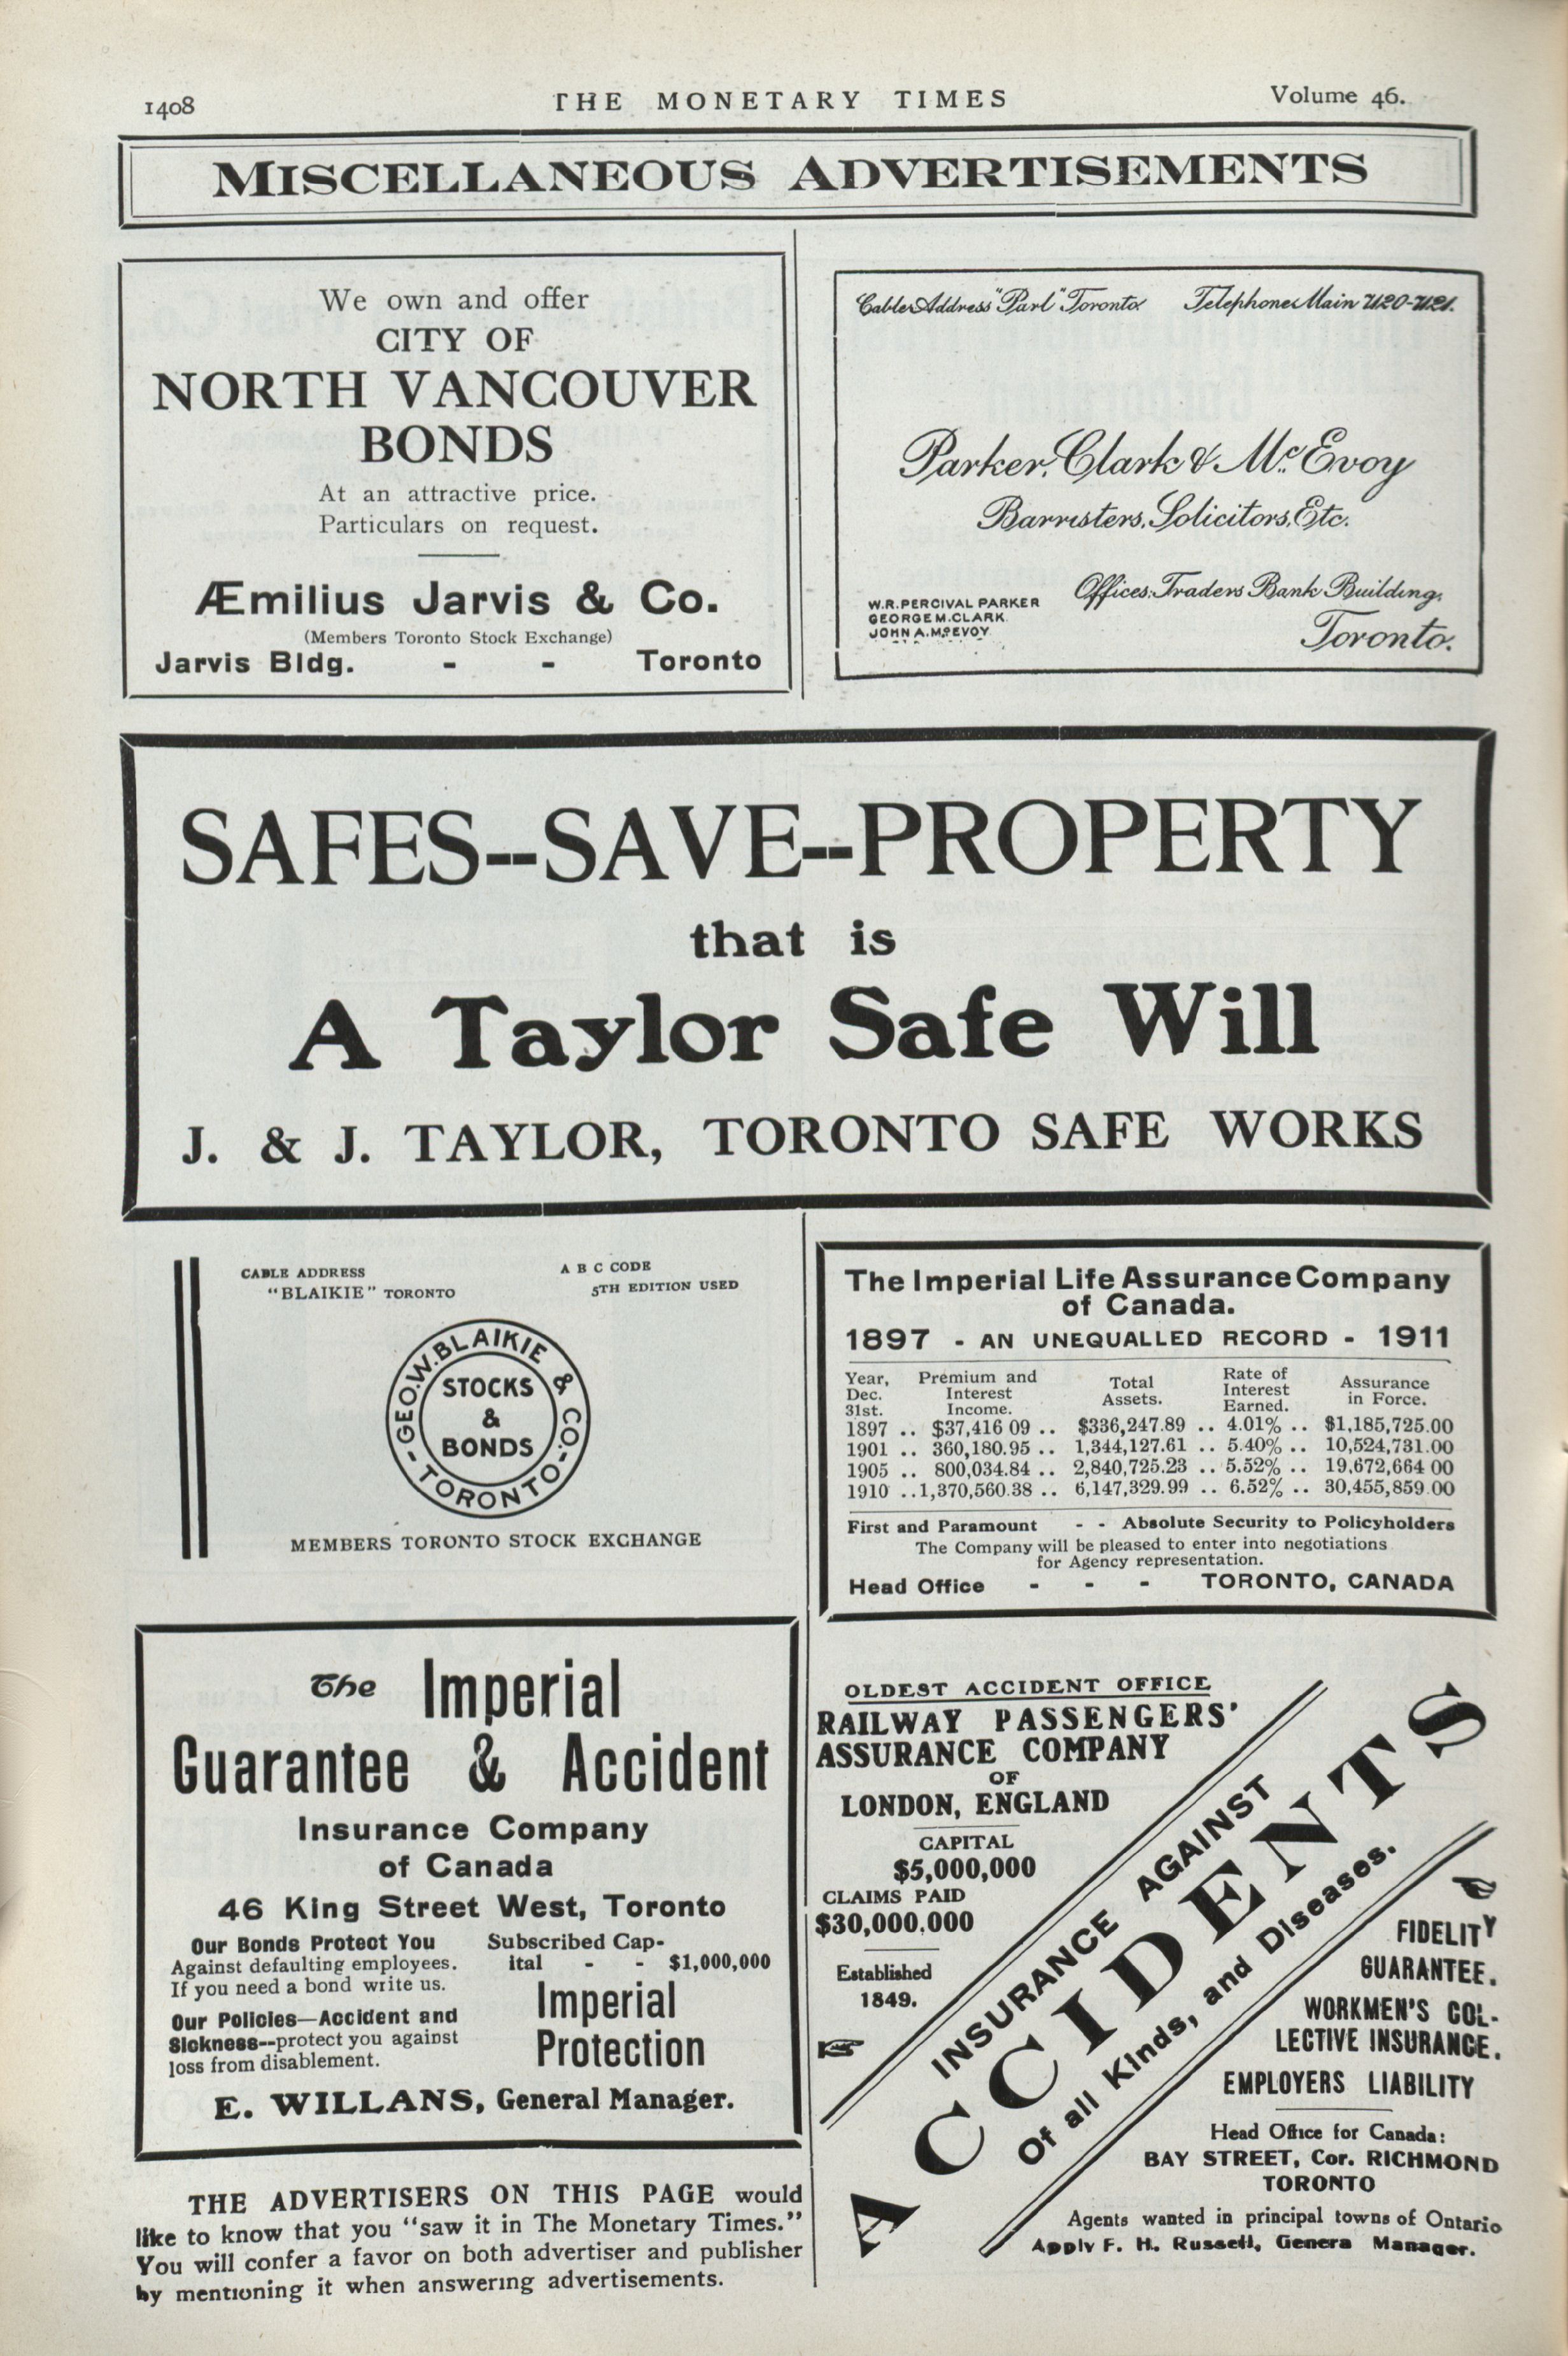 1408
THE MONETARY TIMES
Volume 46.
MISCELLANEOUS ADVERTISEMENTS
We own and offer
CITY OF
NORTH VANCOUVER
BONDS
At an attractive price.
Particulars on request.
Æmilius Jarvis & Co.
(Members Toronto Stock Exchange)
Jarvis Bldg. - - Toronto
Cable Address "Parl" Toronto. Telephones Main 7120-7121.
Parker, Clark & McEvoy
Barristers, Solicitors, Etc.
Offices: Traders Bank Building,
Toronto.
W.R. PERCIVAL PARKER
GEORGE M. CLARK
JOHN A. McEVOY
SAFES--SAVE--PROPERTY
that is
A Taylor Safe Will
J. & J. TAYLOR, TORONTO SAFE WORKS
CABLE ADDRESS
"BLAIKIE" TORONTO
A B C CODE
5TH EDITION USED
GEO.W.BLAIKIE & CO.
-TORONTO-
STOCKS
&
BONDS
MEMBERS TORONTO STOCK EXCHANGE
The Imperial Life Assurance Company
of Canada.
1897 - AN UNEQUALLED RECORD - 1911
Year, Dec. 31st. Premium and Interest Income. Total Assets. Rate of Interest Earned. Assurance in Force.
1897 .. $37,416 09 .. $336,247.89 .. 4.01% .. $1,185,725.00
1901 .. 360,180.95 .. 1,344,127.61 .. 5.40% .. 10,524,731.00
1905 .. 800,034.84 .. 2,840,725.23 .. 5.52% .. 19,672,664 00
1910 ..1,370,560.38 .. 6,147,329.99 .. 6.52% .. 30,455,859.00
First and Paramount - - Absolute Security to Policyholders
The Company will be pleased to enter into negotiations
for Agency representation.
Head Office - - - TORONTO, CANADA
The Imperial
Guarantee & Accident
Insurance Company
of Canada
46 King Street West, Toronto
Our Bonds Protect You
Against defaulting employees.
If you need a bond write us.
Our Policies—Accident and
Sickness--protect you against
loss from disablement.
Subscribed Cap-
ital - - $1,000,000
Imperial
Protection
E. WILLANS, General Manager.
THE ADVERTISERS ON THIS PAGE would
like to know that you "saw it in The Monetary Times."
You will confer a favor on both advertiser and publisher
by mentioning it when answering advertisements.
OLDEST ACCIDENT OFFICE
RAILWAY PASSENGERS'
ASSURANCE COMPANY
OF
LONDON, ENGLAND
CAPITAL
$5,000,000
CLAIMS PAID
$30,000,000
Established
1849.
INSURANCE AGAINST
ACCIDENTS
Of all Kinds, and Diseases.
FIDELITY
GUARANTEE.
WORKMEN'S COL-
LECTIVE INSURANCE.
EMPLOYERS LIABILITY
Head Office for Canada:
BAY STREET, Cor. RICHMOND
TORONTO
Agents wanted in principal towns of Ontario
Apply F. H. Russell, Genera Manager.